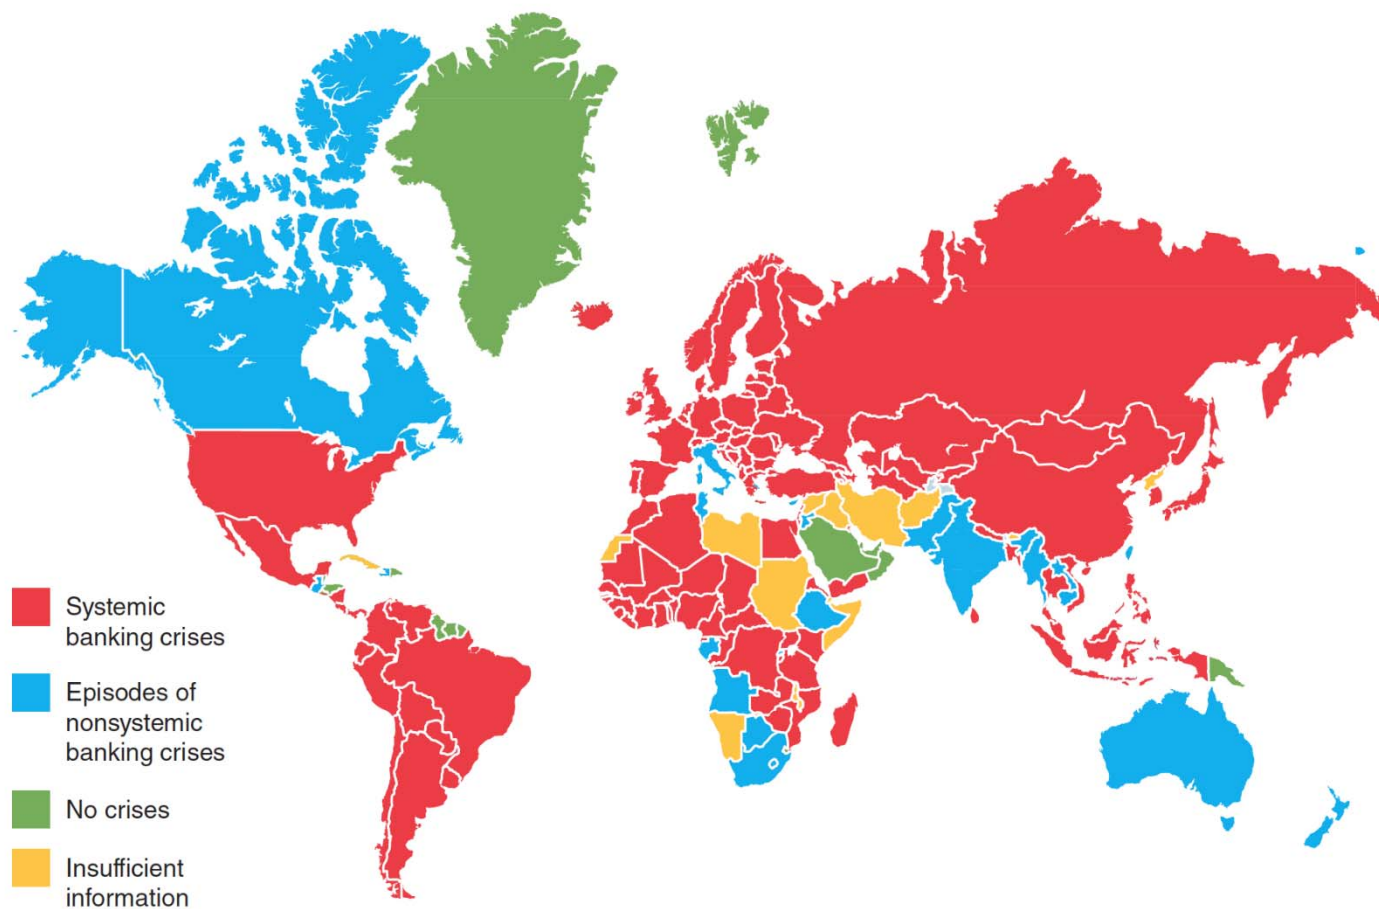 Systemic
banking crises
Episodes of
nonsystemic
banking crises
No crises
Insufficient
information